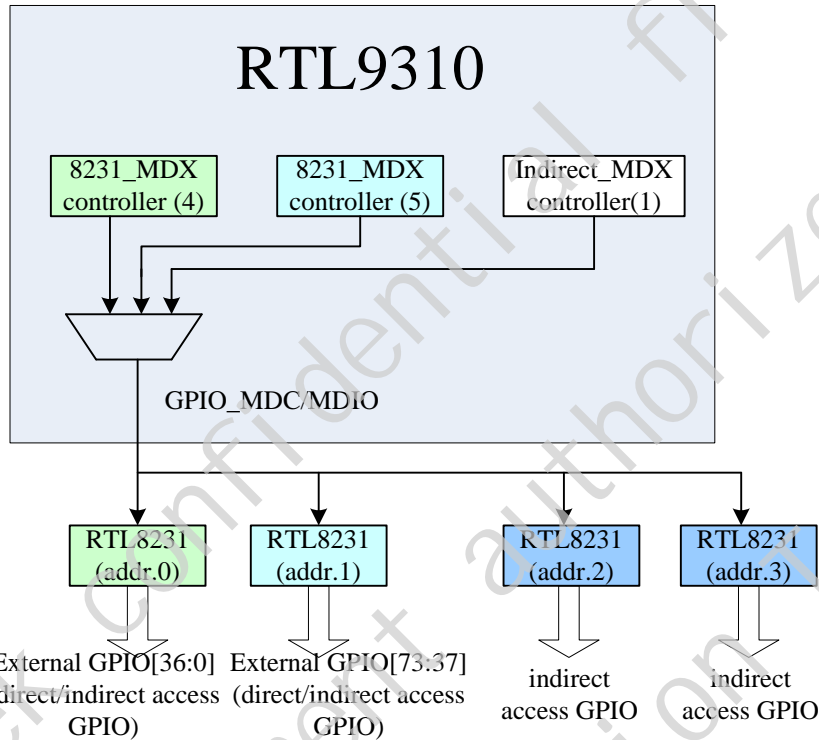 RTL9310
8231_MDX
controller (4)
8231_MDX
controller (5)
Indirect_MDX
controller(1)
GPIO_MDC/MDIO
RTL8231
(addr.0)
RTL8231
(addr.1)
RTL8231
(addr.2)
RTL8231
(addr.3)
External GPIO[36:0]
direct/indirect access
GPIO)
External GPIO[73:37]
(direct/indirect access
GPIO)
indirect
access GPIO
indirect
access GPIO
confidential
authoriz